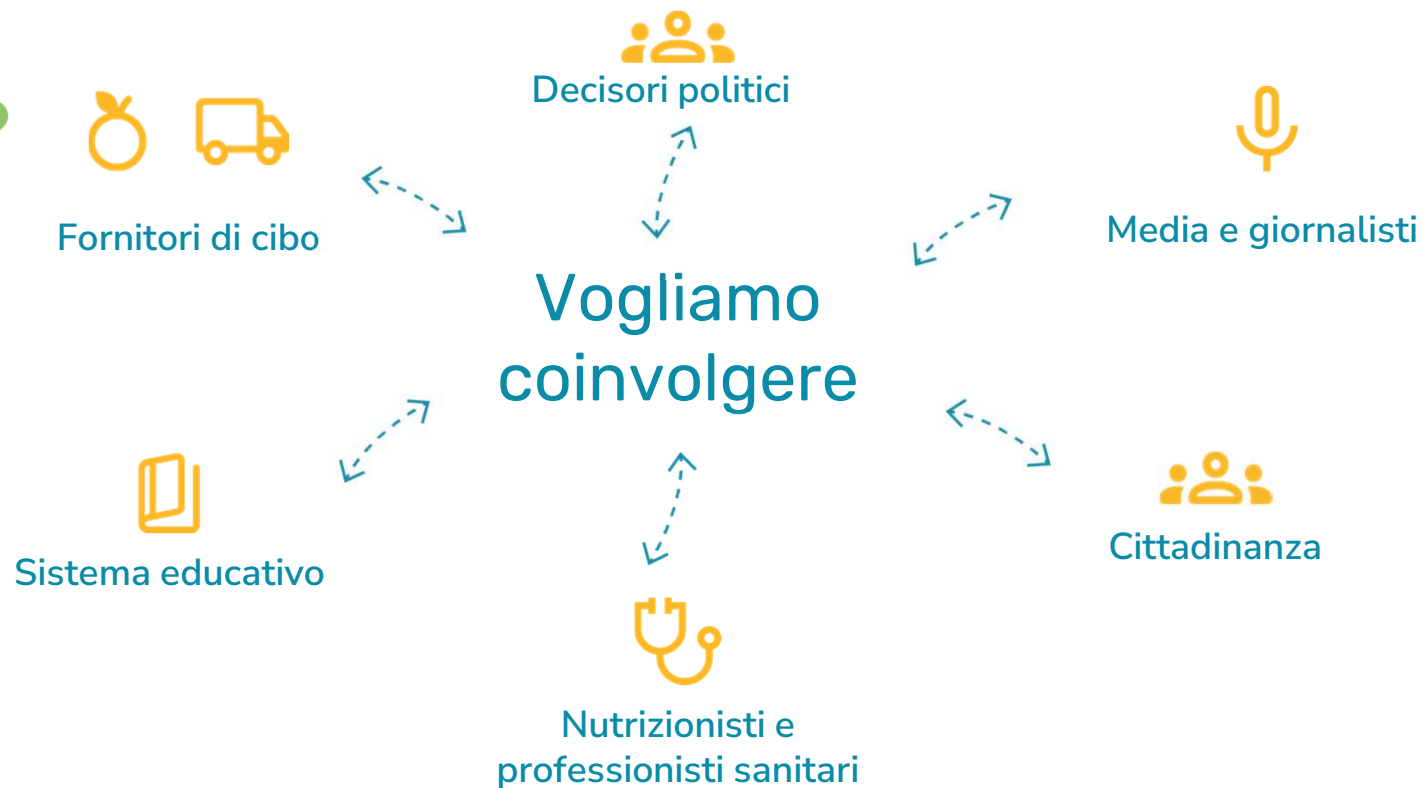 Decisori politici
Fornitori di cibo
Media e giornalisti
Vogliamo
coinvolgere
Sistema educativo
Cittadinanza
Nutrizionisti e
professionisti sanitari